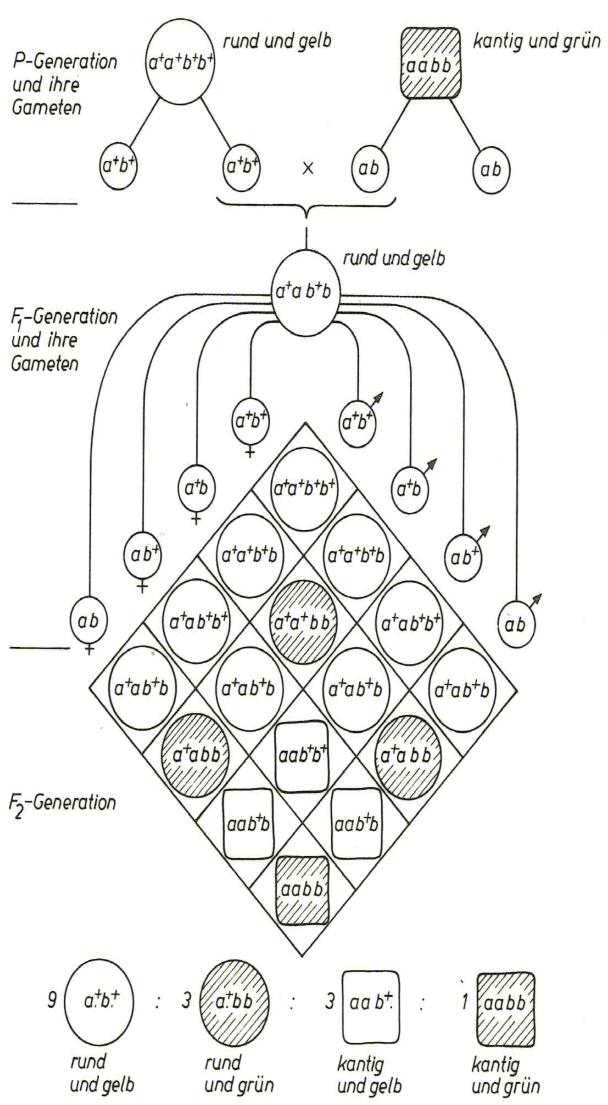 P-Generation
und ihre
Gameten
a⁺a⁺b⁺b⁺
rund und gelb
aabb
kantig und grün
a⁺b⁺
a⁺b⁺
x
ab
ab
rund und gelb
a⁺ab⁺b
F₁-Generation
und ihre
Gameten
a⁺b⁺
♀
a⁺b⁺
♂
a⁺b
♀
a⁺b
♂
ab⁺
♀
ab⁺
♂
ab
♀
ab
♂
a⁺a⁺b⁺b⁺
a⁺a⁺b⁺b
a⁺a⁺b⁺b
a⁺ab⁺b⁺
a⁺a⁺bb
a⁺ab⁺b⁺
a⁺ab⁺b
a⁺ab⁺b
a⁺ab⁺b
a⁺ab⁺b
a⁺abb
aab⁺b⁺
a⁺abb
aab⁺b
aab⁺b
aabb
F₂-Generation
9 a⁺.b⁺. : 3 a⁺.bb : 3 aab⁺. : 1 aabb
rund
und gelb
rund
und grün
kantig
und gelb
kantig
und grün